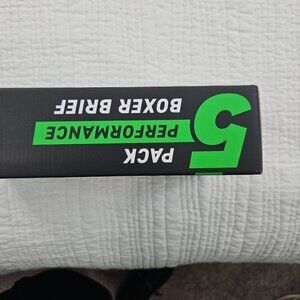 5
PACK
PERFORMANCE
BOXER BRIEF